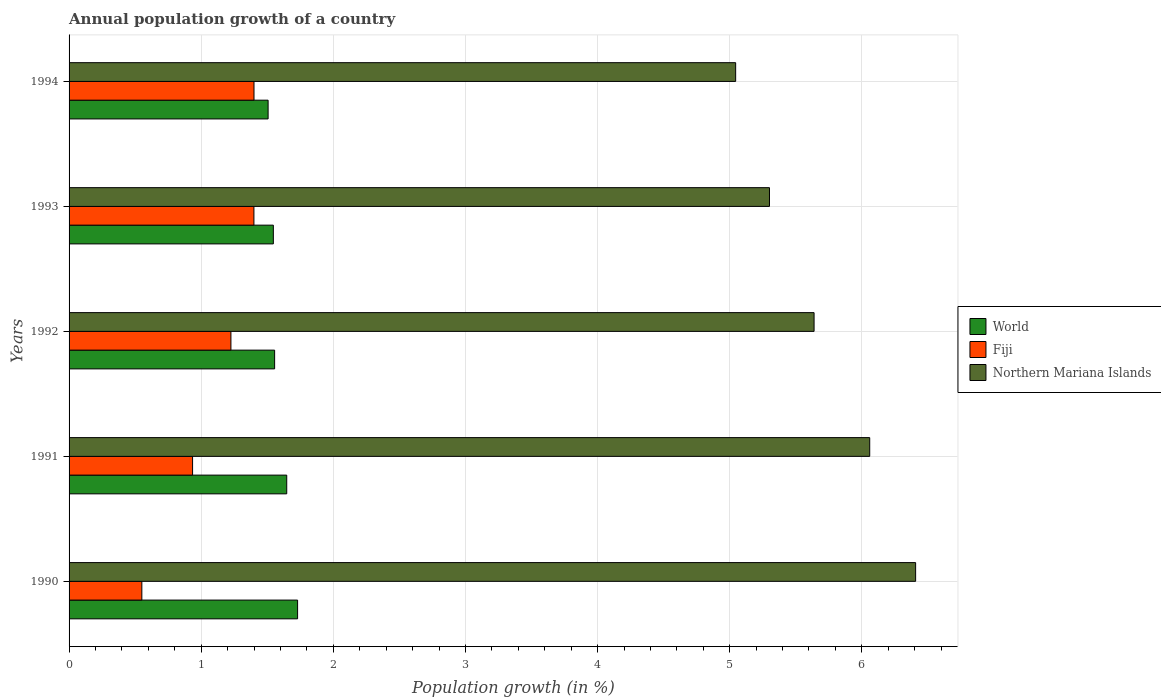 Annual population growth of a country
1994
1993
1992
1991
1990
Years
World
Fiji
Northern Mariana Islands
0 1 2 3 4 5 6
Population growth (in %)